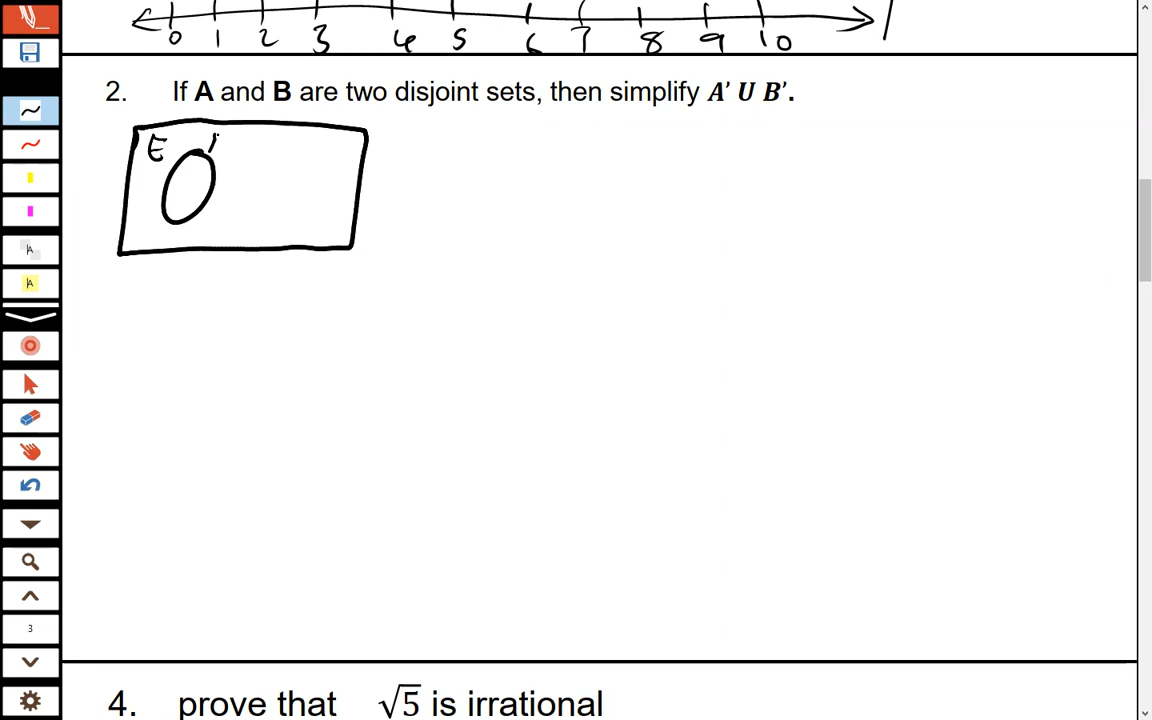 0 1 2 3 4 5 6 7 8 9 10
2. If A and B are two disjoint sets, then simplify A' U B'.
E
3
4. prove that √5 is irrational